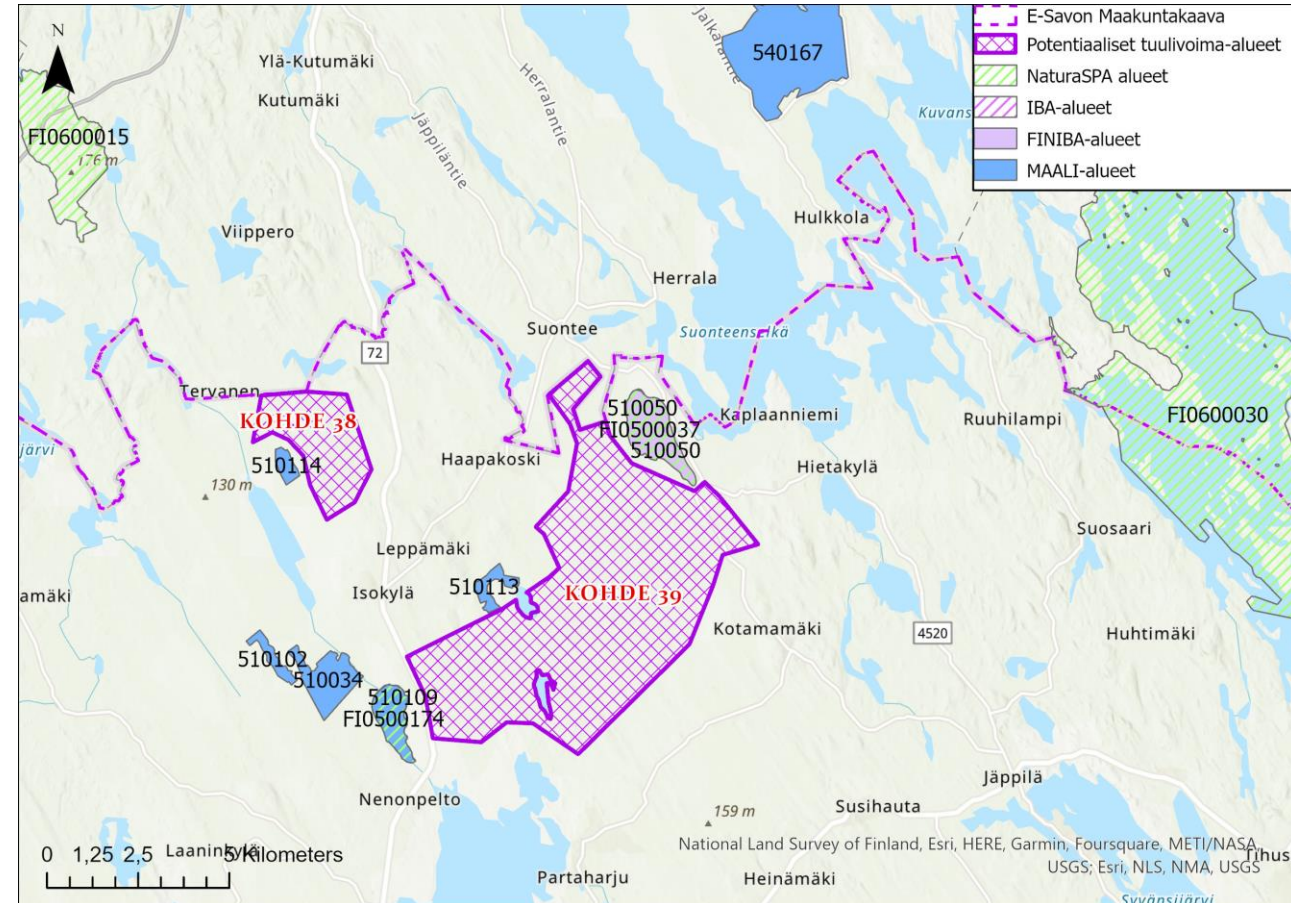 E-Savon Maakuntakaava
Potentiaaliset tuulivoima-alueet
NaturaSPA alueet
IBA-alueet
FINIBA-alueet
MAALI-alueet
N
Ylä-Kutumäki
Kutumäki
Jäppiläntie
Herralantie
Jalkalantie
540167
Kuvans
FI0600015
176 m
Viippero
Hulkkola
Herrala
Suontee
Suonteenselkä
72
Tervanen
KOHDE 38
510114
130 m
järvi
510050
FI0500037
510050
Kaplaanniemi
Ruuhilampi
FI0600030
Haapakoski
Hietakylä
Suosaari
Leppämäki
Isokylä
510113
KOHDE 39
amäki
Kotamamäki
4520
Huhtimäki
510102
510034
510109
FI0500174
Nenonpelto
Jäppilä
159 m
Susihauta
Laaninkylä
0 1,25 2,5 5 Kilometers
Partaharju
Heinämäki
National Land Survey of Finland, Esri, HERE, Garmin, Foursquare, METI/NASA,
USGS; Esri, NLS, NMA, USGS
Tihus
Syvänsijärvi